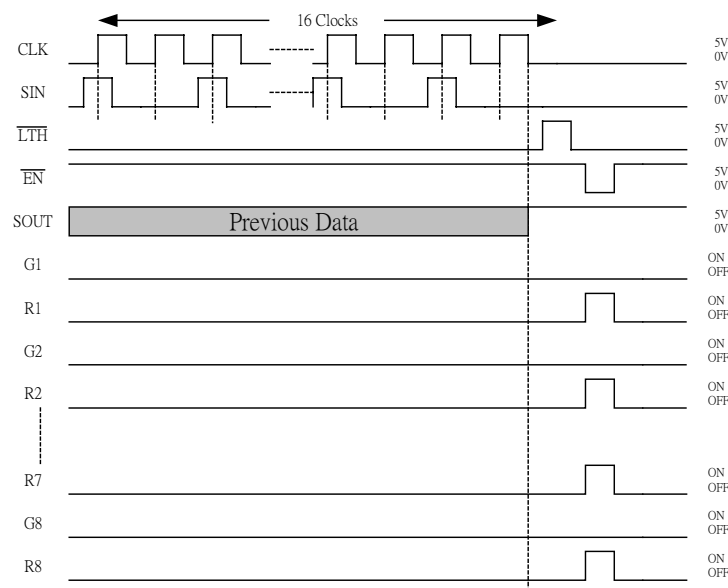 16 Clocks
CLK
5V
0V
SIN
5V
0V
LTH
5V
0V
EN
5V
0V
SOUT
Previous Data
5V
0V
G1
ON
OFF
R1
ON
OFF
G2
ON
OFF
R2
ON
OFF
R7
ON
OFF
G8
ON
OFF
R8
ON
OFF